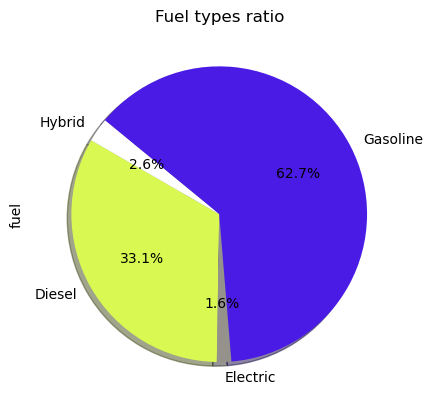 Fuel types ratio
Hybrid
Gasoline
2.6%
62.7%
fuel
33.1%
Diesel
1.6%
Electric